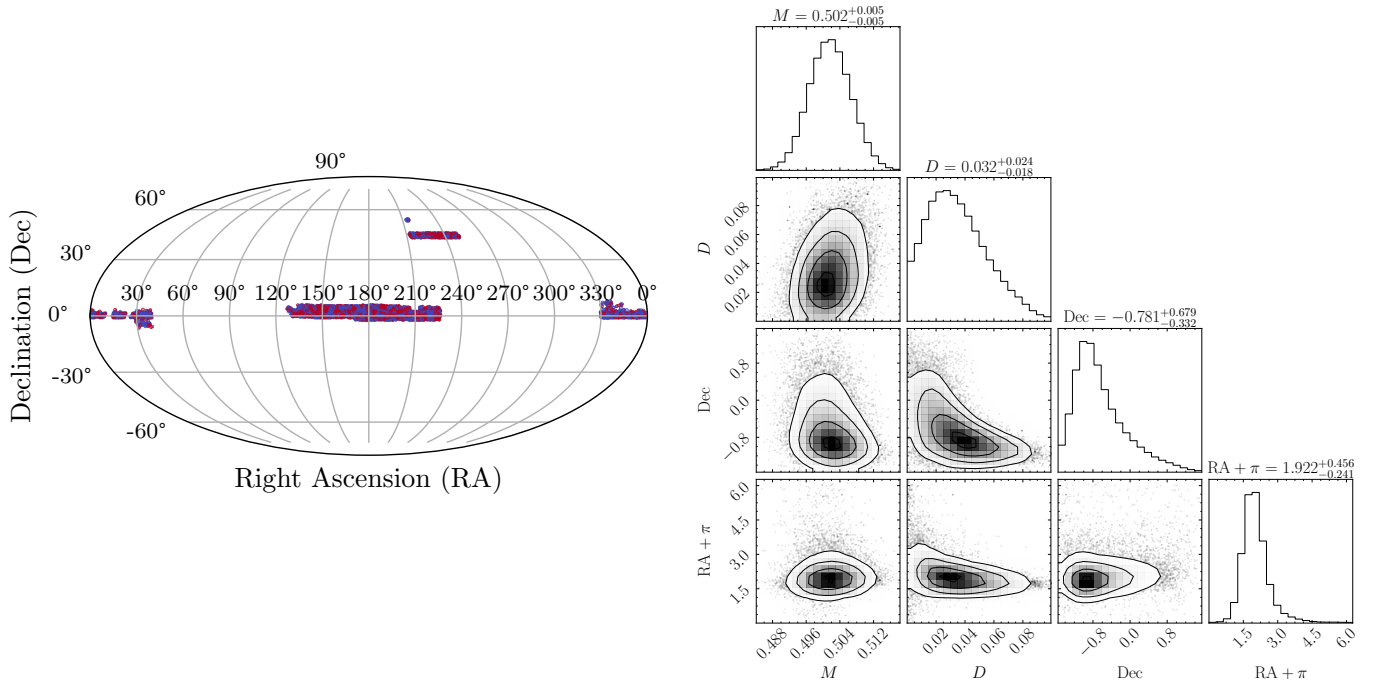 90°
60°
30°
0°
-30°
-60°
30° 60° 90° 120° 150° 180° 210° 240° 270° 300° 330° 0°
Declination (Dec)
Right Ascension (RA)
M = 0.502+0.005−0.005
D = 0.032+0.024−0.018
Dec = −0.781+0.679−0.332
RA + π = 1.922+0.456−0.241
D
0.08
0.06
0.04
0.02
Dec
0.8
0.0
−0.8
RA + π
6.0
4.5
3.0
1.5
0.488 0.496 0.504 0.512
0.02 0.04 0.06 0.08
−0.8 0.0 0.8
1.5 3.0 4.5 6.0
M
D
Dec
RA + π